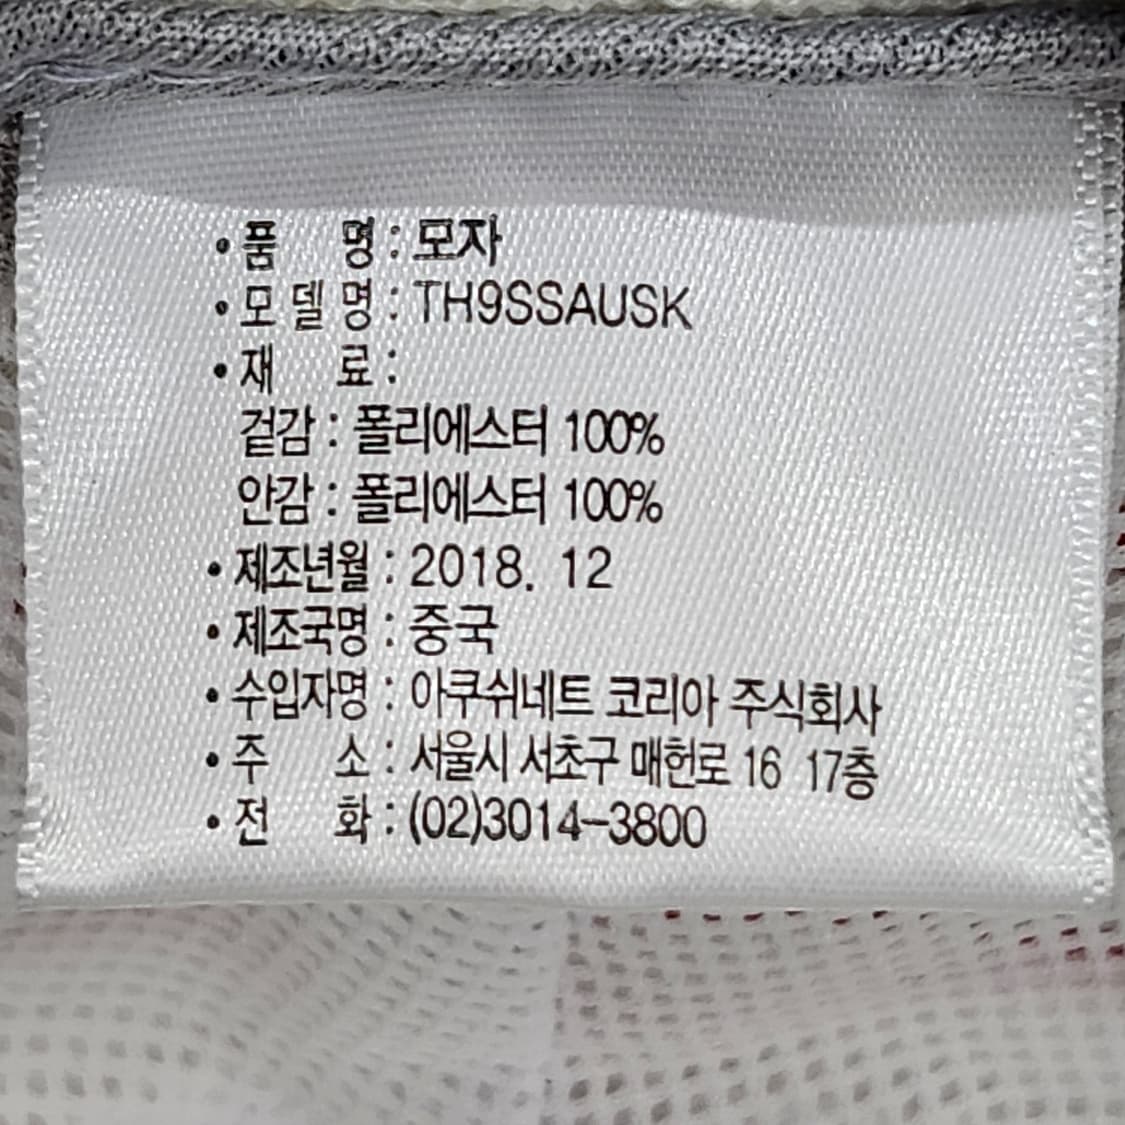 •품 명 : 모자
•모델명 : TH9SSAUSK
•재 료 :
겉감 : 폴리에스터 100%
안감 : 폴리에스터 100%
•제조년월 : 2018. 12
•제조국명 : 중국
•수입자명 : 아쿠쉬네트 코리아 주식회사
•주 소 : 서울시 서초구 매헌로 16 17층
•전 화 : (02)3014-3800